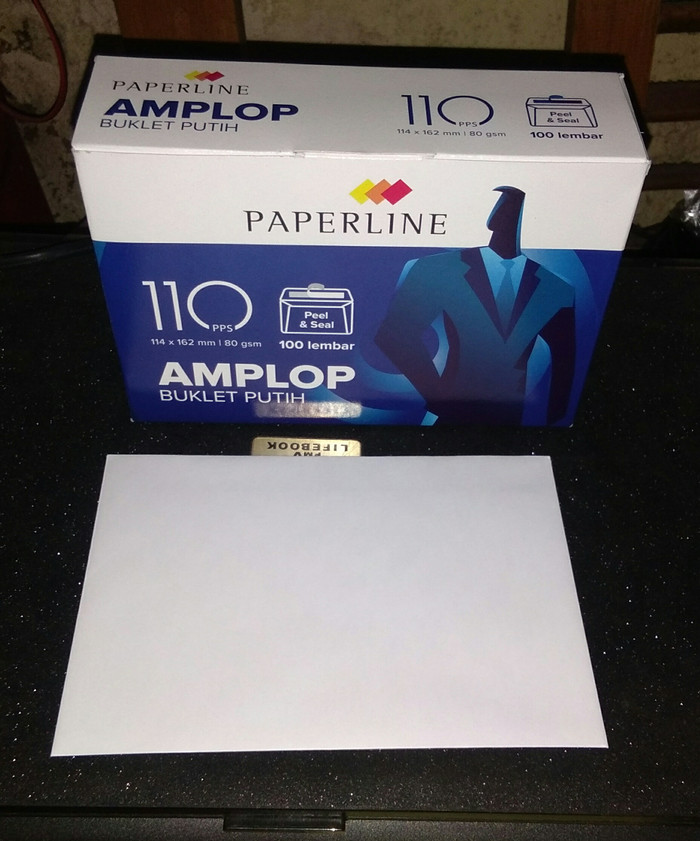 PAPERLINE
AMPLOP
BUKLET PUTIH
110 PPS
114 x 162 mm | 80 gsm
Peel
& Seal
100 lembar
PAPERLINE
110 PPS
114 x 162 mm | 80 gsm
Peel
& Seal
100 lembar
AMPLOP
BUKLET PUTIH
LIFEBOOK
FMV